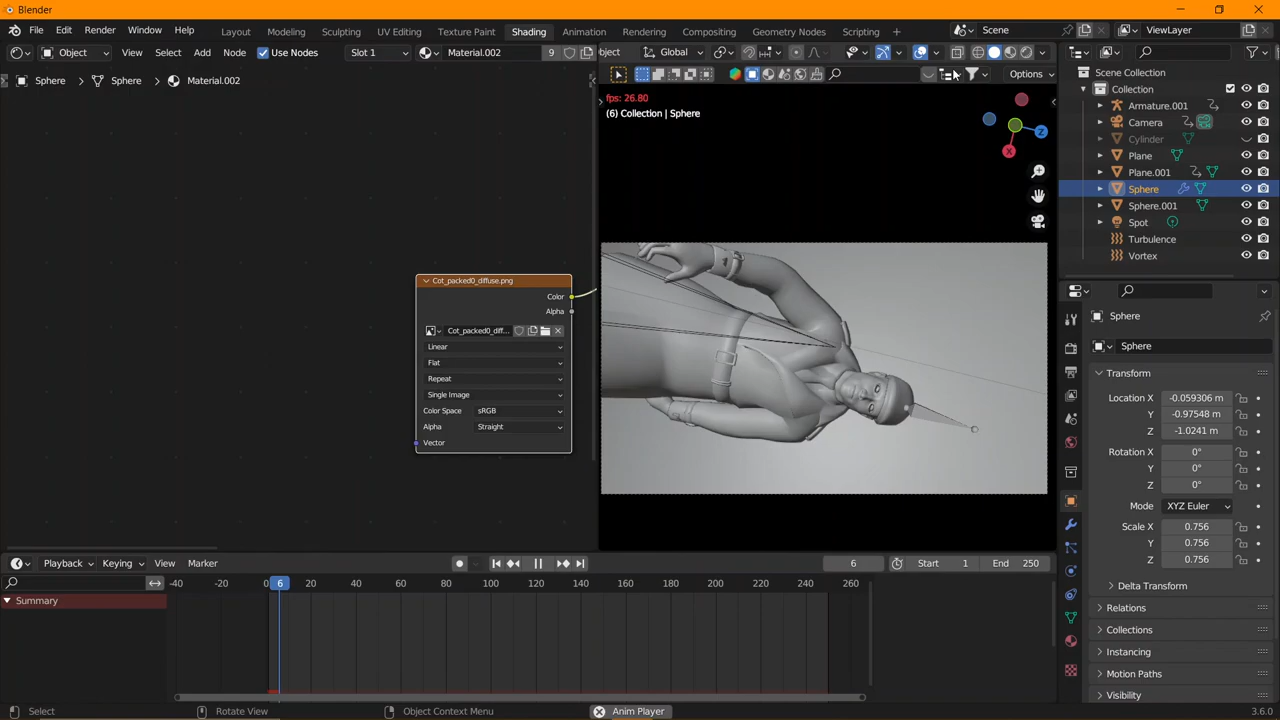 Blender
File Edit Render Window Help Layout Modeling Sculpting UV Editing Texture Paint Shading Animation Rendering Compositing Geometry Nodes Scripting + Scene ViewLayer
Object View Select Add Node Use Nodes Slot 1 Material.002 9 bject Global
Sphere Sphere Material.002
Options
fps: 26.80
(6) Collection | Sphere
X
Z
Scene Collection
Collection
Armature.001
Camera
Cylinder
Plane
Plane.001
Sphere
Sphere.001
Spot
Turbulence
Vortex
Cot_packed0_diffuse.png
Color
Alpha
Cot_packed0_diff...
Linear
Flat
Repeat
Single Image
Color Space sRGB
Alpha Straight
Vector
Sphere
Sphere
Transform
Location X -0.059306 m
Y -0.97548 m
Z -1.0241 m
Rotation X 0°
Y 0°
Z 0°
Mode XYZ Euler
Scale X 0.756
Y 0.756
Z 0.756
Delta Transform
Relations
Collections
Instancing
Motion Paths
Visibility
Playback Keying View Marker 6 Start 1 End 250
-40 -20 0 6 20 40 60 80 100 120 140 160 180 200 220 240 260
Summary
Select Rotate View Object Context Menu Anim Player 3.6.0